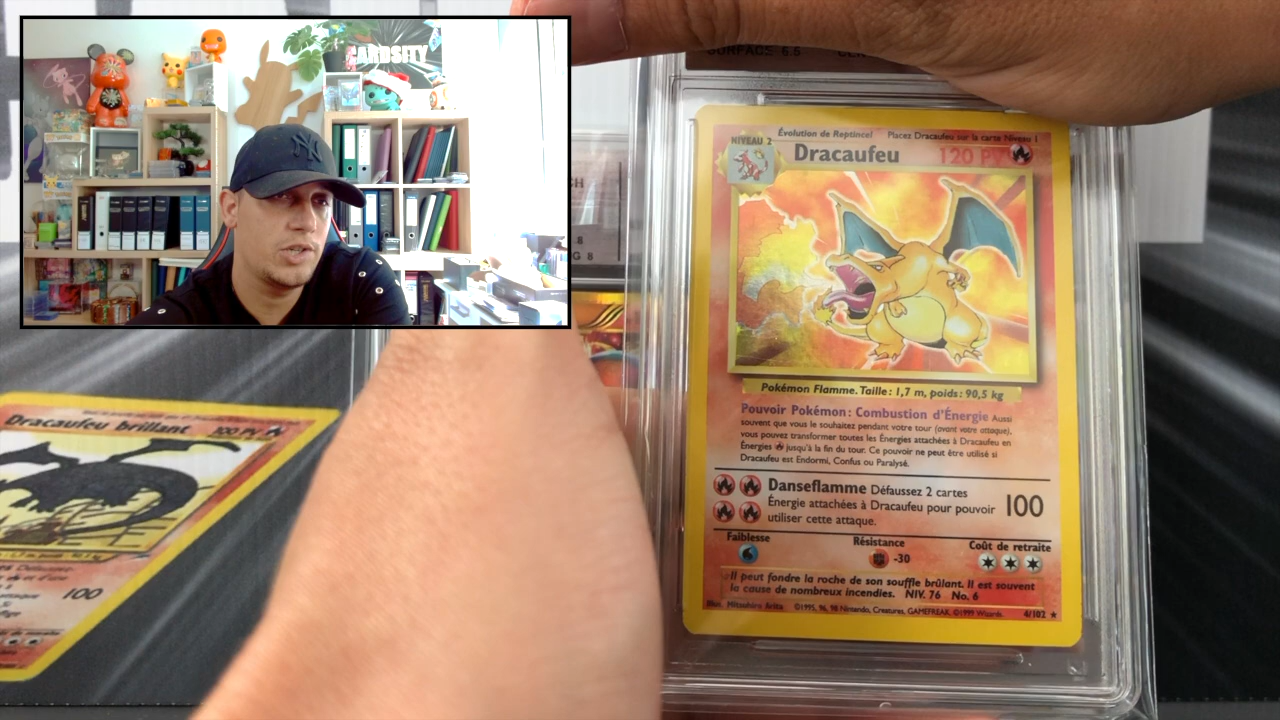 CARDSITY
NY
SURFACE 6.5
CH
8
G 8
NIVEAU 2
Évolution de Reptincel
Placez Dracaufeu sur la carte Niveau 1
Dracaufeu
120 PV
Pokémon Flamme. Taille : 1,7 m, poids : 90,5 kg
Pouvoir Pokémon : Combustion d'Énergie Aussi
souvent que vous le souhaitez pendant votre tour (avant votre attaque),
vous pouvez transformer toutes les Énergies attachées à Dracaufeu en
Énergies jusqu'à la fin du tour. Ce pouvoir ne peut être utilisé si
Dracaufeu est Endormi, Confus ou Paralysé.
Danseflamme Défaussez 2 cartes
Énergie attachées à Dracaufeu pour pouvoir
utiliser cette attaque.
100
Faiblesse
Résistance
-30
Coût de retraite
Il peut fondre la roche de son souffle brûlant. Il est souvent
la cause de nombreux incendies. NIV. 76 No. 6
Illus. Mitsuhiro Arita ©1995, 96, 98 Nintendo, Creatures, GAMEFREAK, ©1999 Wizards. 4/102 ★
Dracaufeu brillant
100 PV
100